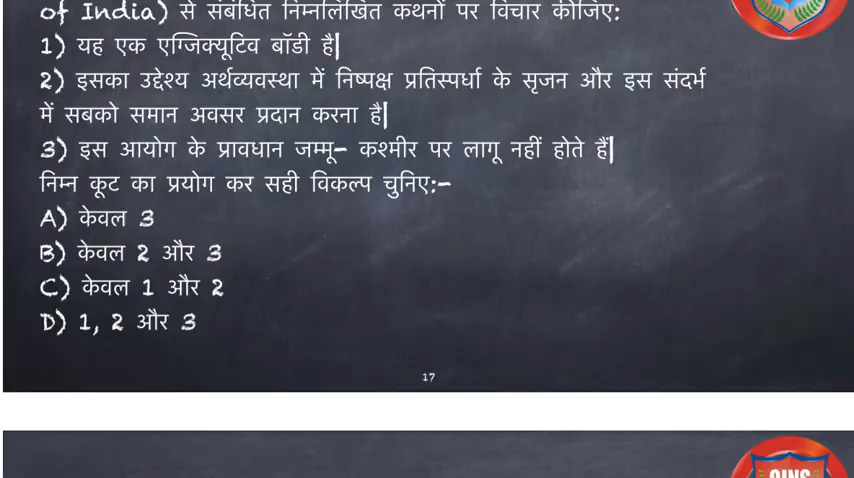 of India) से संबंधित निम्नलिखित कथनों पर विचार कीजिए:
1) यह एक एग्जिक्यूटिव बॉडी है|
2) इसका उद्देश्य अर्थव्यवस्था में निष्पक्ष प्रतिस्पर्धा के सृजन और इस संदर्भ
में सबको समान अवसर प्रदान करना है|
3) इस आयोग के प्रावधान जम्मू- कश्मीर पर लागू नहीं होते हैं|
निम्न कूट का प्रयोग कर सही विकल्प चुनिए:-
A) केवल 3
B) केवल 2 और 3
C) केवल 1 और 2
D) 1, 2 और 3
17